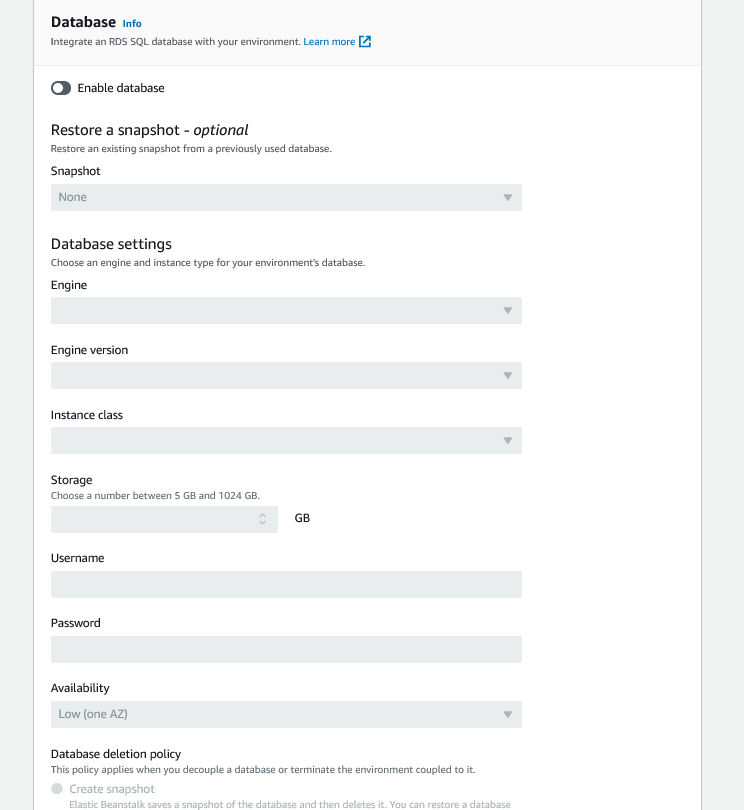 Database Info
Integrate an RDS SQL database with your environment. Learn more
Enable database
Restore a snapshot - optional
Restore an existing snapshot from a previously used database.
Snapshot
None
Database settings
Choose an engine and instance type for your environment's database.
Engine
Engine version
Instance class
Storage
Choose a number between 5 GB and 1024 GB.
GB
Username
Password
Availability
Low (one AZ)
Database deletion policy
This policy applies when you decouple a database or terminate the environment coupled to it.
Create snapshot
Elastic Beanstalk saves a snapshot of the database and then deletes it. You can restore a database